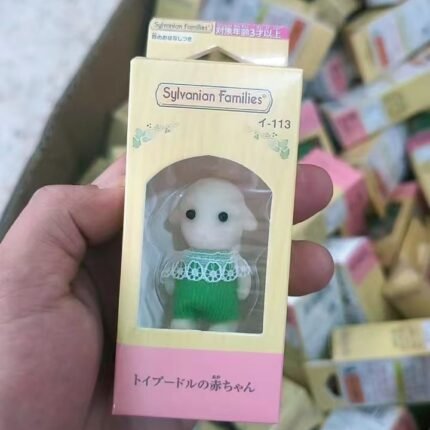 Sylvanian Families
対象年齢3才以上
Sylvanian Families®
イ-113
トイプードルの赤ちゃん